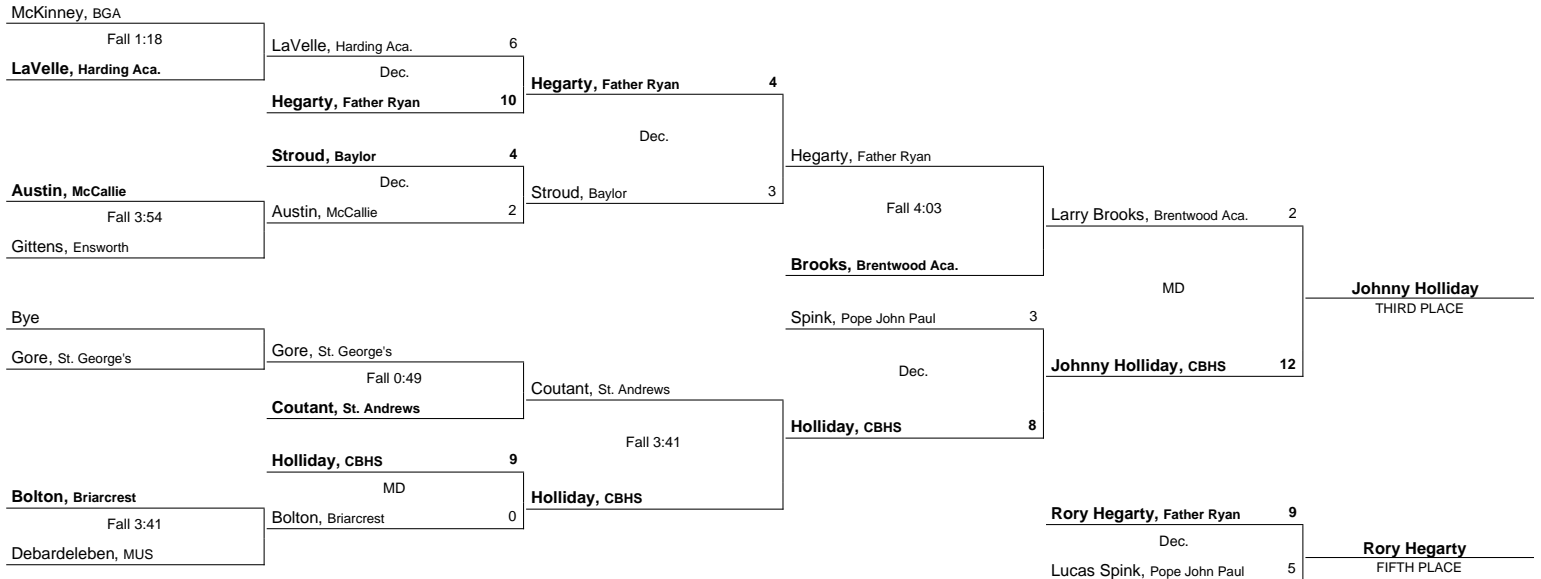 McKinney, BGA
Fall 1:18
LaVelle, Harding Aca.
Austin, McCallie
Fall 3:54
Gittens, Ensworth
Bye
Gore, St. George's
Bolton, Briarcrest
Fall 3:41
Debardeleben, MUS
LaVelle, Harding Aca. 6
Dec.
Hegarty, Father Ryan 10
Stroud, Baylor 4
Dec.
Austin, McCallie 2
Gore, St. George's
Fall 0:49
Coutant, St. Andrews
Holliday, CBHS 9
MD
Bolton, Briarcrest 0
Hegarty, Father Ryan 4
Dec.
Stroud, Baylor 3
Coutant, St. Andrews
Fall 3:41
Holliday, CBHS
Hegarty, Father Ryan
Fall 4:03
Brooks, Brentwood Aca.
Spink, Pope John Paul 3
Dec.
Holliday, CBHS 8
Larry Brooks, Brentwood Aca. 2
MD
Johnny Holliday, CBHS 12
Johnny Holliday
THIRD PLACE
Rory Hegarty, Father Ryan 9
Dec.
Lucas Spink, Pope John Paul 5
Rory Hegarty
FIFTH PLACE